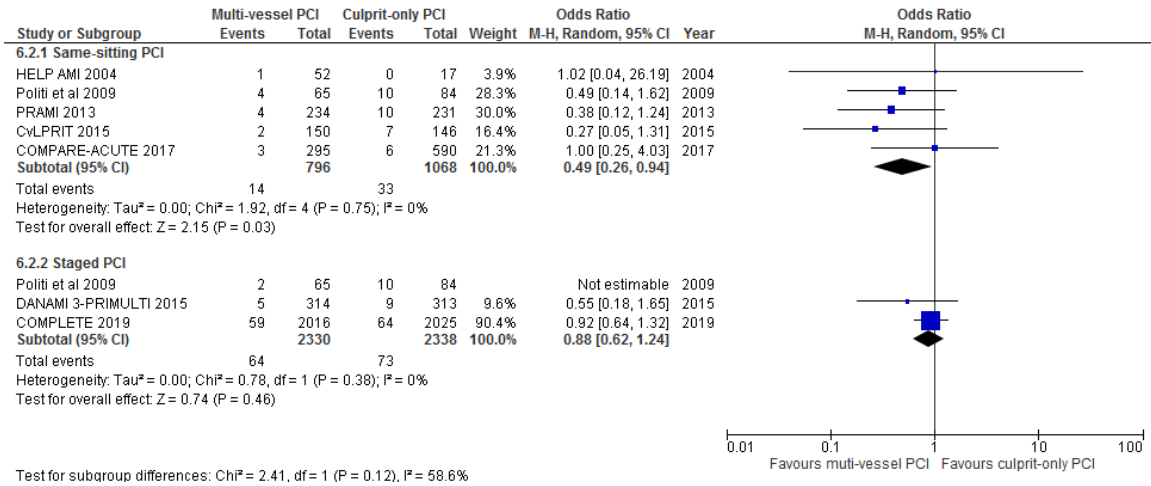 Multi-vessel PCI Culprit-only PCI Odds Ratio Odds Ratio
Study or Subgroup Events Total Events Total Weight M-H, Random, 95% CI Year M-H, Random, 95% CI
6.2.1 Same-sitting PCI
HELP AMI 2004 1 52 0 17 3.9% 1.02 [0.04, 26.19] 2004
Politi et al 2009 4 65 10 84 28.3% 0.49 [0.14, 1.62] 2009
PRAMI 2013 4 234 10 231 30.0% 0.38 [0.12, 1.24] 2013
CvLPRIT 2015 2 150 7 146 16.4% 0.27 [0.05, 1.31] 2015
COMPARE-ACUTE 2017 3 295 6 590 21.3% 1.00 [0.25, 4.03] 2017
Subtotal (95% CI) 796 1068 100.0% 0.49 [0.26, 0.94]
Total events 14 33
Heterogeneity: Tau² = 0.00; Chi² = 1.92, df = 4 (P = 0.75); I² = 0%
Test for overall effect: Z = 2.15 (P = 0.03)
6.2.2 Staged PCI
Politi et al 2009 2 65 10 84 Not estimable 2009
DANAMI 3-PRIMULTI 2015 5 314 9 313 9.6% 0.55 [0.18, 1.65] 2015
COMPLETE 2019 59 2016 64 2025 90.4% 0.92 [0.64, 1.32] 2019
Subtotal (95% CI) 2330 2338 100.0% 0.88 [0.62, 1.24]
Total events 64 73
Heterogeneity: Tau² = 0.00; Chi² = 0.78, df = 1 (P = 0.38); I² = 0%
Test for overall effect: Z = 0.74 (P = 0.46)
0.01 0.1 1 10 100
Favours muti-vessel PCI Favours culprit-only PCI
Test for subgroup differences: Chi² = 2.41, df = 1 (P = 0.12), I² = 58.6%